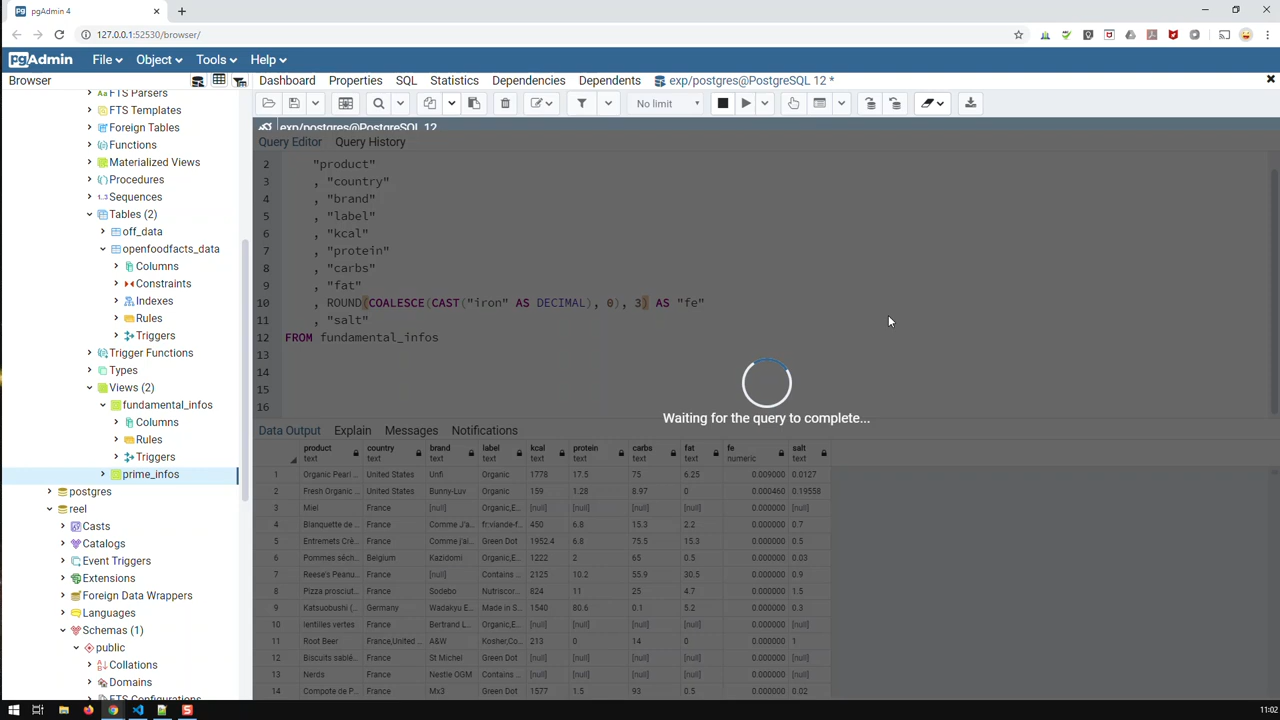 pgAdmin 4
127.0.0.1:52530/browser/
pgAdmin File Object Tools Help
Browser
Dashboard Properties SQL Statistics Dependencies Dependents exp/postgres@PostgreSQL 12 *
No limit
exp/postgres@PostgreSQL 12
Query Editor Query History
FTS Parsers
FTS Templates
Foreign Tables
Functions
Materialized Views
Procedures
Sequences
Tables (2)
off_data
openfoodfacts_data
Columns
Constraints
Indexes
Rules
Triggers
Trigger Functions
Types
Views (2)
fundamental_infos
Columns
Rules
Triggers
prime_infos
postgres
reel
Casts
Catalogs
Event Triggers
Extensions
Foreign Data Wrappers
Languages
Schemas (1)
public
Collations
Domains
FTS Configurations
2 "product"
3 , "country"
4 , "brand"
5 , "label"
6 , "kcal"
7 , "protein"
8 , "carbs"
9 , "fat"
10 , ROUND(COALESCE(CAST("iron" AS DECIMAL), 0), 3) AS "fe"
11 , "salt"
12 FROM fundamental_infos
13
14
15
16
Waiting for the query to complete...
Data Output Explain Messages Notifications
product country brand label kcal protein carbs fat fe salt
text text text text text text text text numeric text
1 Organic Pearl ... United States Unfi Organic 1778 17.5 75 6.25 0.009000 0.0127
2 Fresh Organic ... United States Bunny-Luv Organic 159 1.28 8.97 0 0.000460 0.19558
3 Miel France [null] Organic,E... [null] [null] [null] [null] 0.000000 [null]
4 Blanquette de ... France Comme J'a... fr:viande-f... 450 6.8 15.3 2.2 0.000000 0.7
5 Entremets Crè... France Comme j'ai... Green Dot 1952.4 6.8 75.5 15.3 0.000000 0.5
6 Pommes séch... Belgium Kazidomi Organic,... 1222 2 65 0.5 0.000000 0.03
7 Reese's Peanu... France [null] Contains ... 2125 10.2 55.9 30.5 0.000000 0.9
8 Pizza prosciut... France Sodebo Nutriscor... 824 11 25 4.7 0.000000 1.5
9 Katsuobushi (... Germany Wadakyu E... Made in S... 1540 80.6 0.1 5.2 0.000000 0.3
10 lentilles vertes France Bertrand L... Organic,E... [null] [null] [null] [null] 0.000000 [null]
11 Root Beer France,United ... A&W Kosher,Co... 213 0 14 0 0.000000 1
12 Biscuits sablé... France St Michel Green Dot [null] [null] [null] [null] 0.000000 [null]
13 Nerds France Nestle OGM Contains ... [null] [null] [null] [null] 0.000000 [null]
14 Compote de P... France Mx3 Green Dot 1577 1.5 93 0.5 0.000000 0.02
11:02